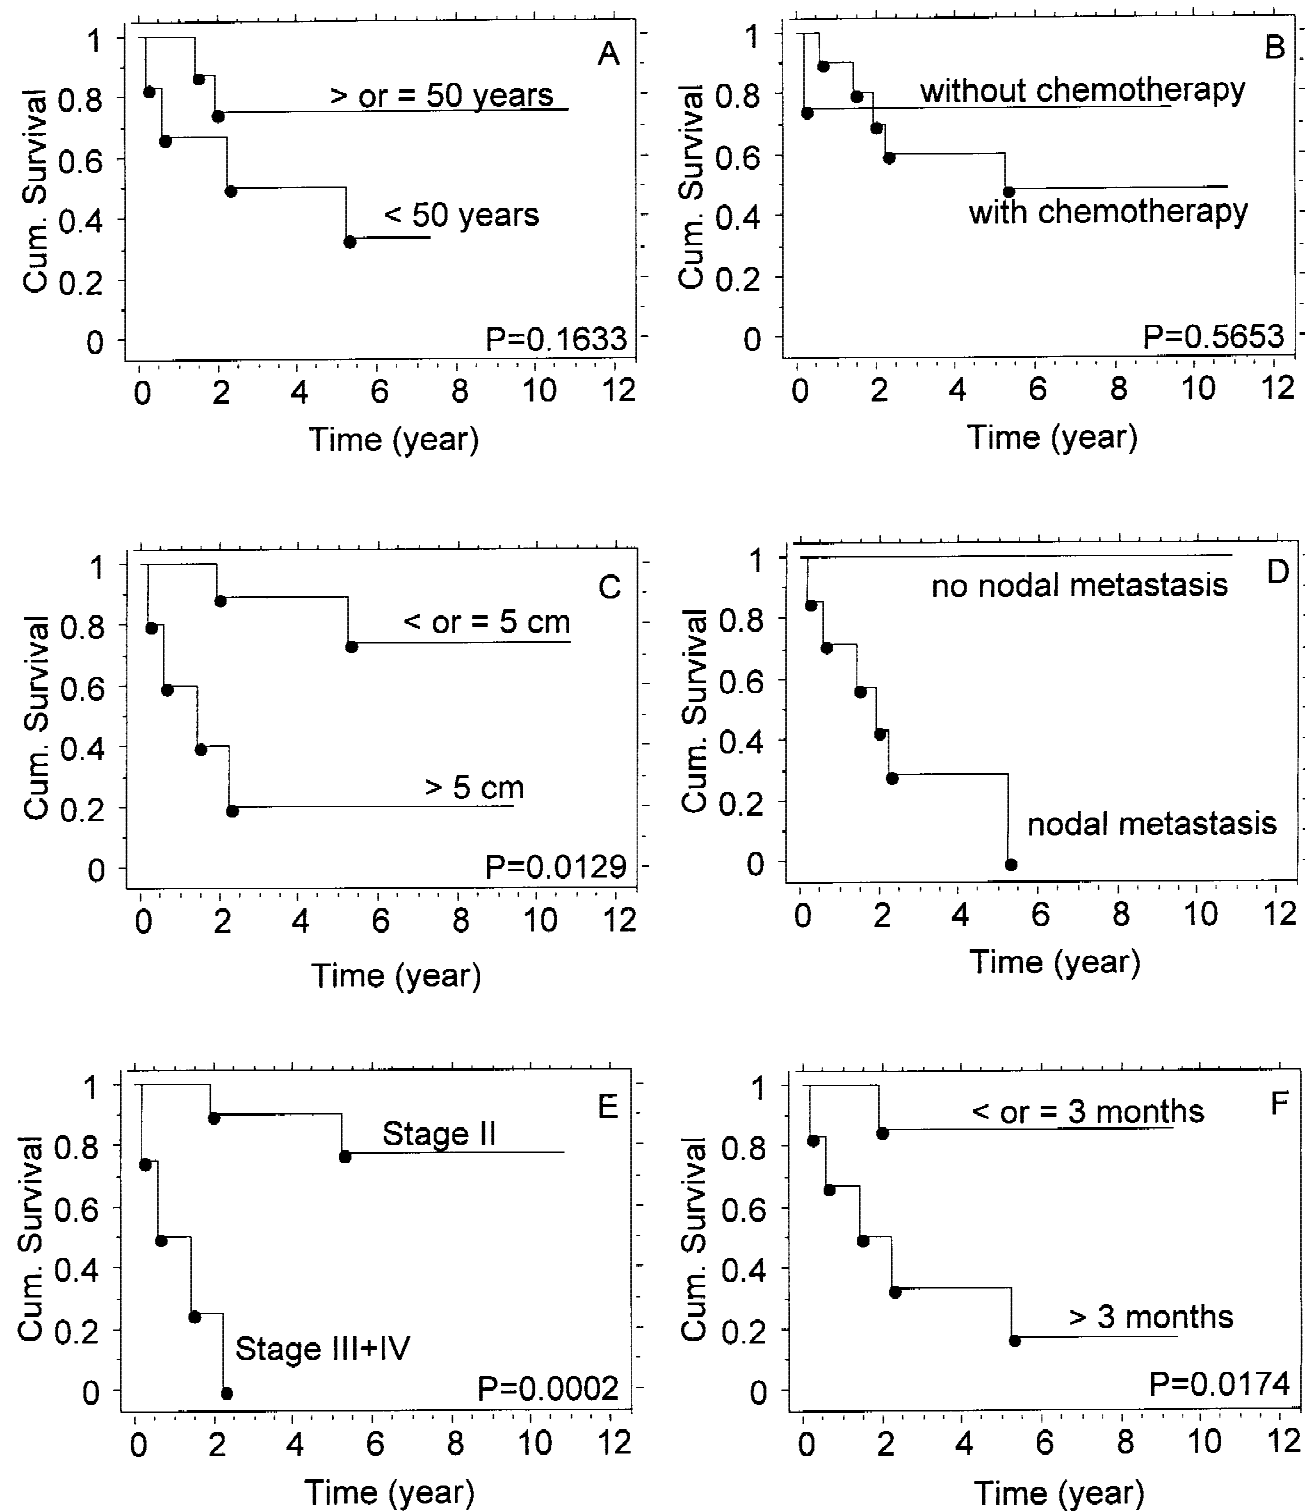 A
Cum. Survival
1
0.8
0.6
0.4
0.2
0
> or = 50 years
< 50 years
P=0.1633
0 2 4 6 8 10 12
Time (year)
B
Cum. Survival
1
0.8
0.6
0.4
0.2
0
without chemotherapy
with chemotherapy
P=0.5653
0 2 4 6 8 10 12
Time (year)
C
Cum. Survival
1
0.8
0.6
0.4
0.2
0
< or = 5 cm
> 5 cm
P=0.0129
0 2 4 6 8 10 12
Time (year)
D
Cum. Survival
1
0.8
0.6
0.4
0.2
0
no nodal metastasis
nodal metastasis
0 2 4 6 8 10 12
Time (year)
E
Cum. Survival
1
0.8
0.6
0.4
0.2
0
Stage II
Stage III+IV
P=0.0002
0 2 4 6 8 10 12
Time (year)
F
Cum. Survival
1
0.8
0.6
0.4
0.2
0
< or = 3 months
> 3 months
P=0.0174
0 2 4 6 8 10 12
Time (year)